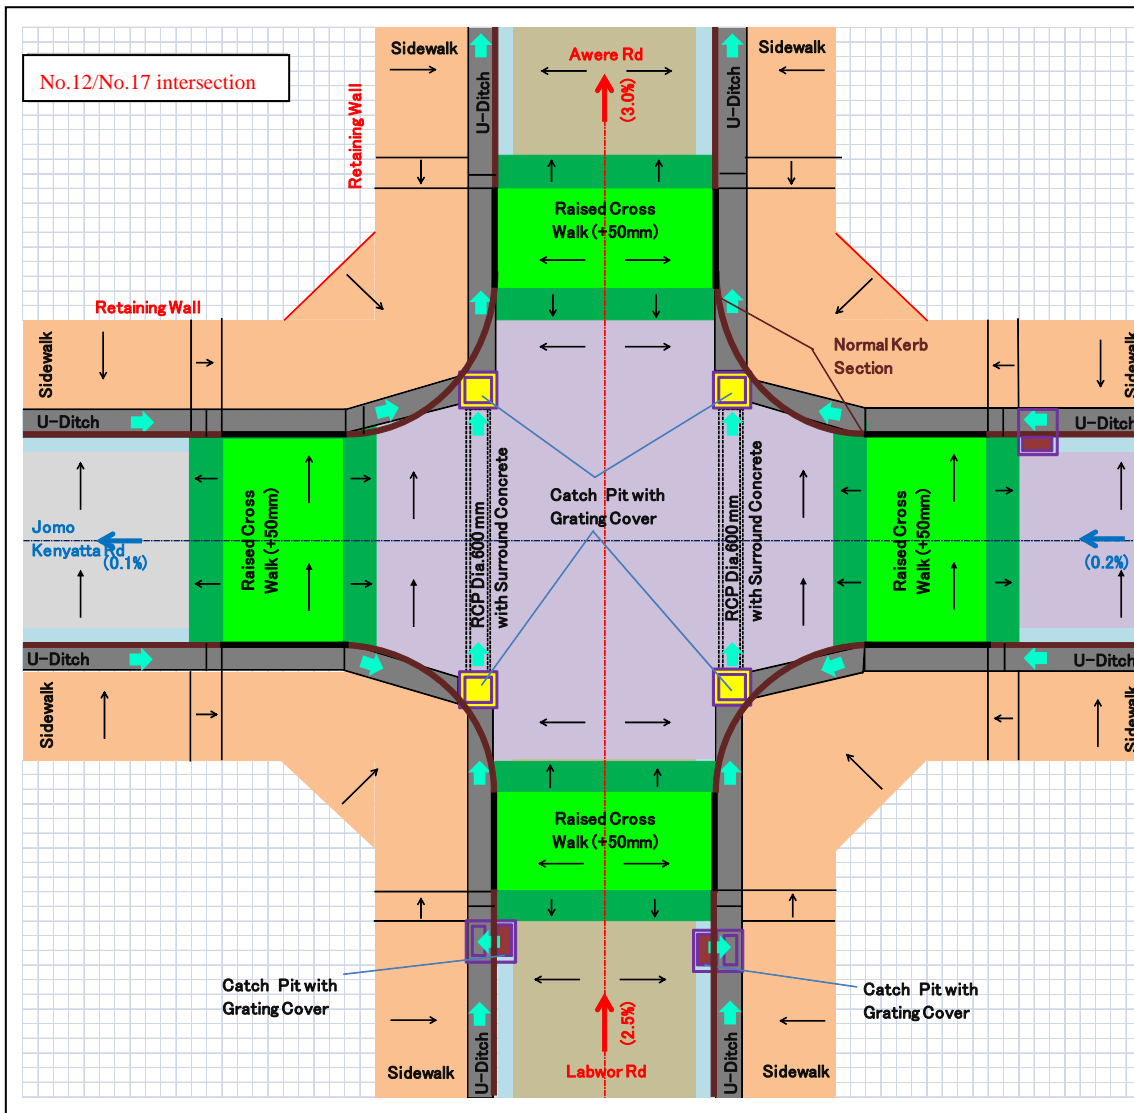 Sidewalk
Awere Rd
Sidewalk
No.12/No.17 intersection
(3.0%)
U-Ditch
U-Ditch
Retaining Wall
Raised Cross
Walk (+50mm)
Retaining Wall
Normal Kerb
Section
Sidewalk
Sidewalk
U-Ditch
U-Ditch
Catch Pit with
Grating Cover
RCP Dia.600 mm
with Surround Concrete
RCP Dia.600 mm
with Surround Concrete
Jomo
Kenyatta Rd
(0.1%)
Raised Cross
Walk (+50mm)
Raised Cross
Walk (+50mm)
(0.2%)
U-Ditch
U-Ditch
Sidewalk
Sidewalk
Raised Cross
Walk (+50mm)
Catch Pit with
Grating Cover
Catch Pit with
Grating Cover
(2.5%)
U-Ditch
U-Ditch
Sidewalk
Labwor Rd
Sidewalk